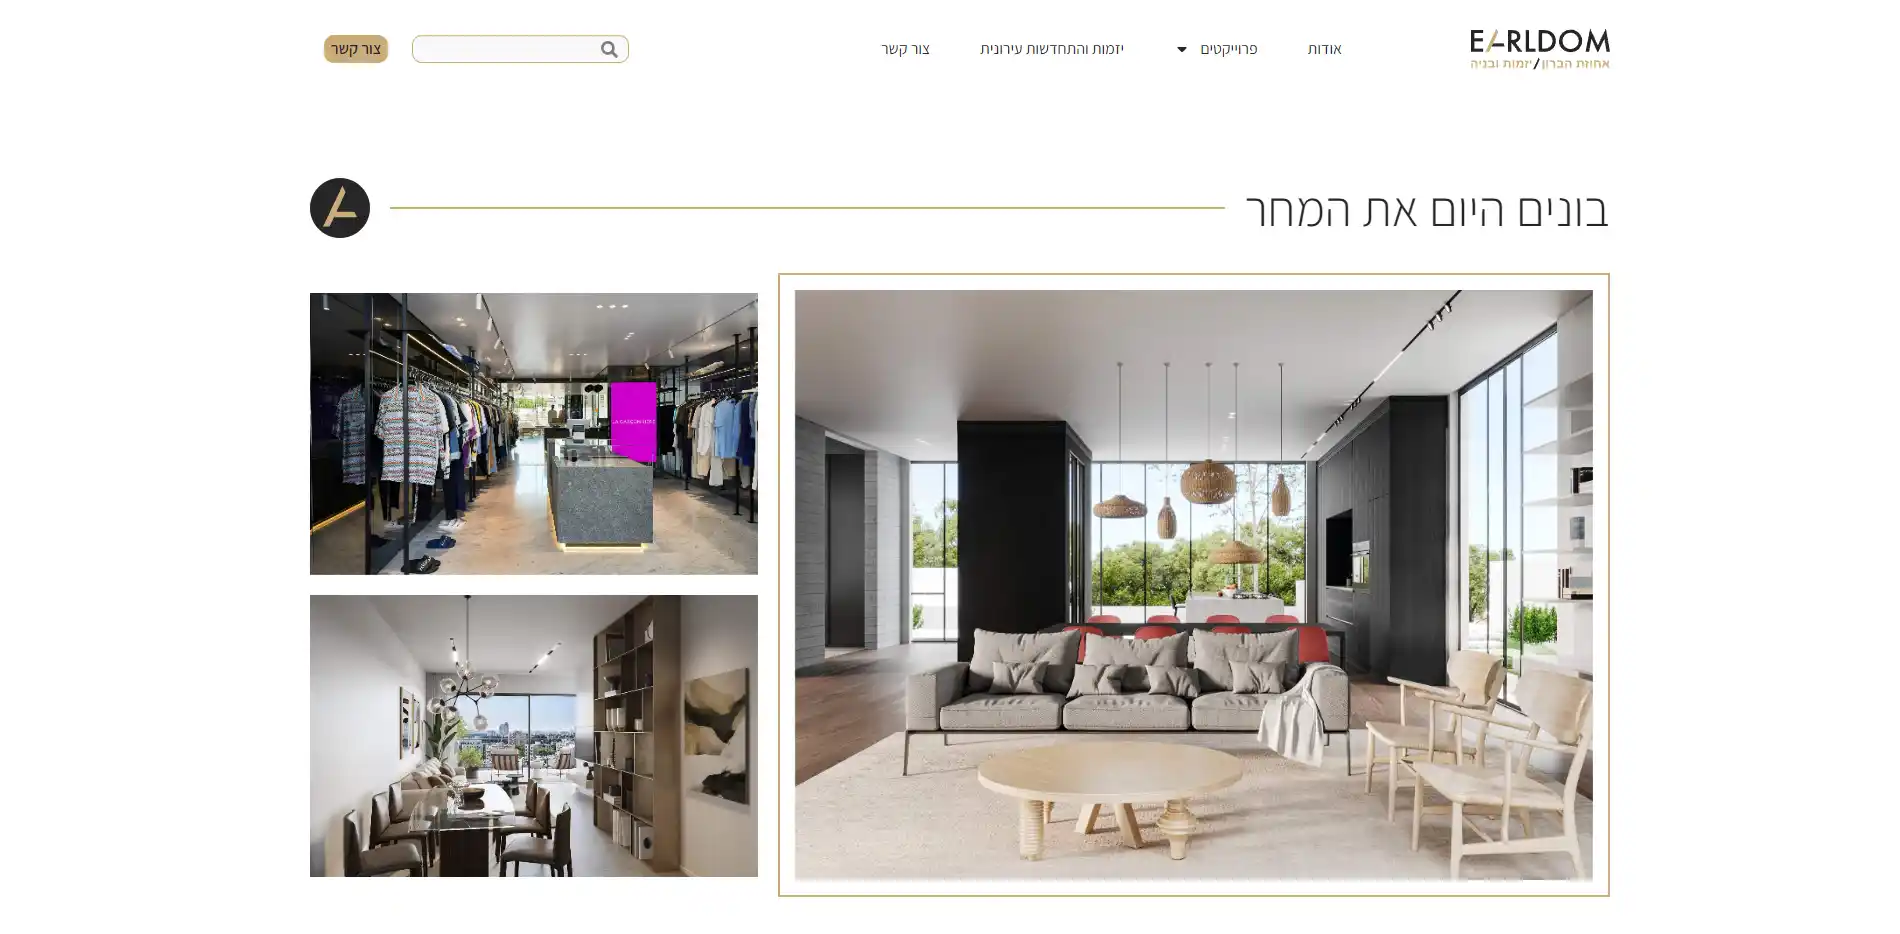 EARLDOM
אחוזת הברון/יזמות ובניה
אודות
פרוייקטים
יזמות והתחדשות עירונית
צור קשר
צור קשר
בונים היום את המחר